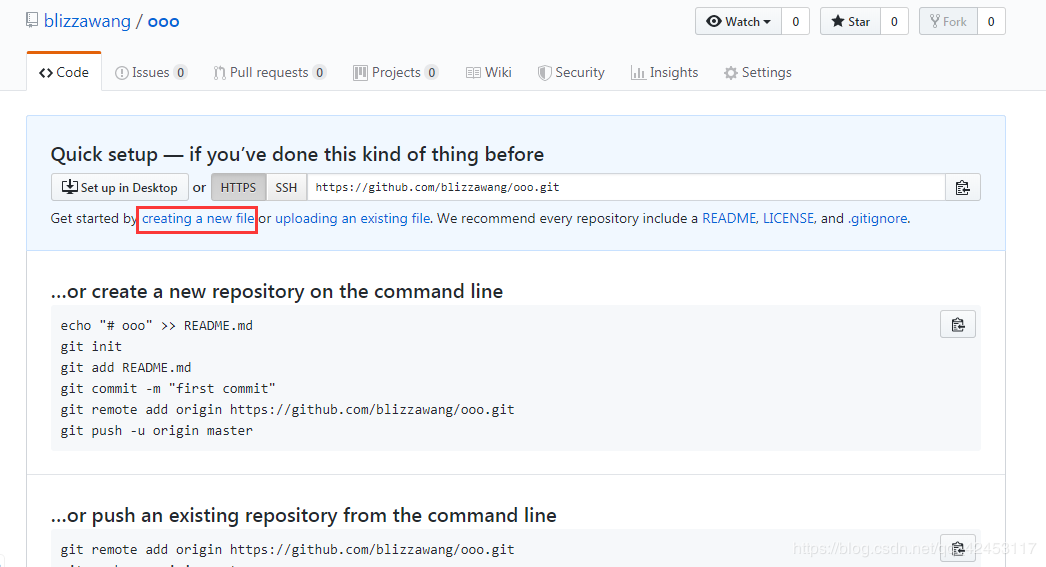 blizzawang / ooo
Watch 0 Star 0 Fork 0
Code Issues 0 Pull requests 0 Projects 0 Wiki Security Insights Settings
Quick setup — if you've done this kind of thing before
Set up in Desktop or HTTPS SSH https://github.com/blizzawang/ooo.git
Get started by creating a new file or uploading an existing file. We recommend every repository include a README, LICENSE, and .gitignore.
…or create a new repository on the command line
echo "# ooo" >> README.md
git init
git add README.md
git commit -m "first commit"
git remote add origin https://github.com/blizzawang/ooo.git
git push -u origin master
…or push an existing repository from the command line
git remote add origin https://github.com/blizzawang/ooo.git